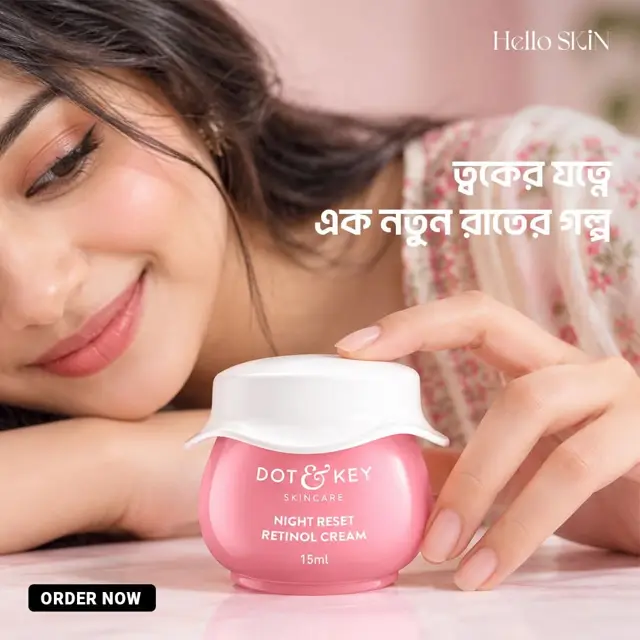 Hello SKiN
ত্বকের যত্নে
এক নতুন রাতের গল্প
DOT & KEY
SKINCARE
NIGHT RESET
RETINOL CREAM
15ml
ORDER NOW